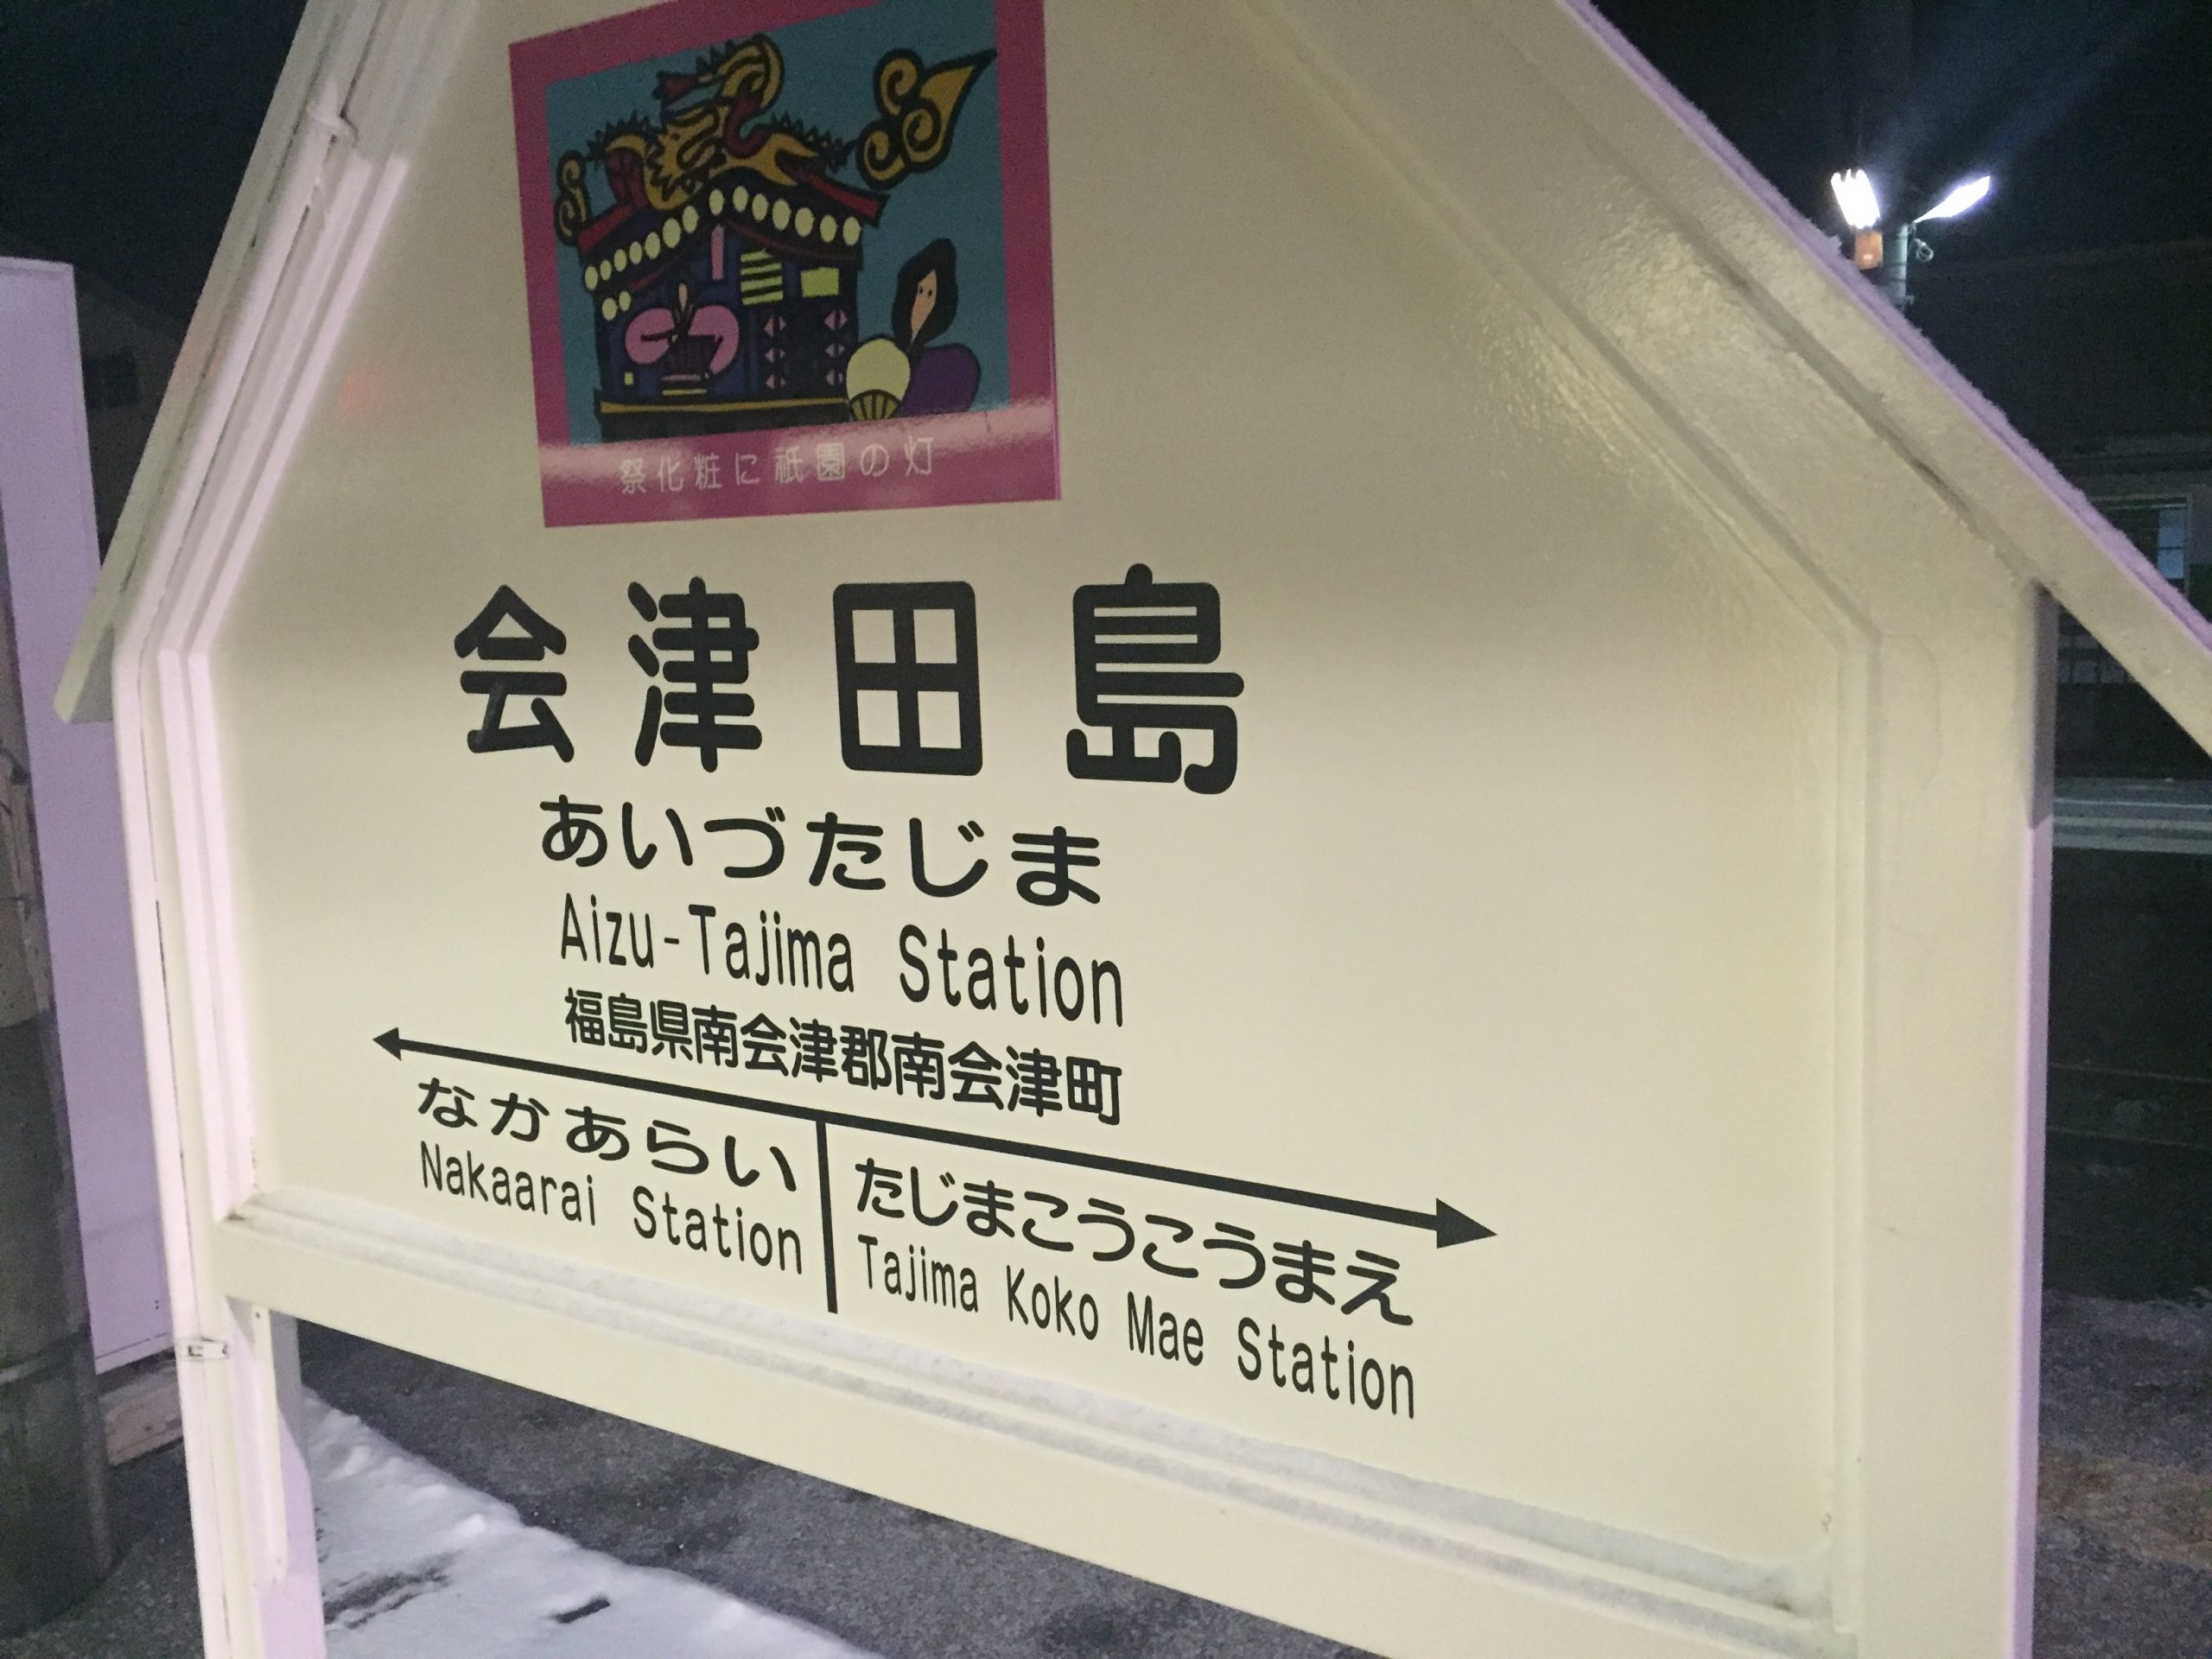 祭化粧に祇園の灯
会津田島
あいづたじま
Aizu-Tajima Station
福島県南会津郡南会津町
なかあらい
Nakaarai Station
たじまこうこうまえ
Tajima Koko Mae Station